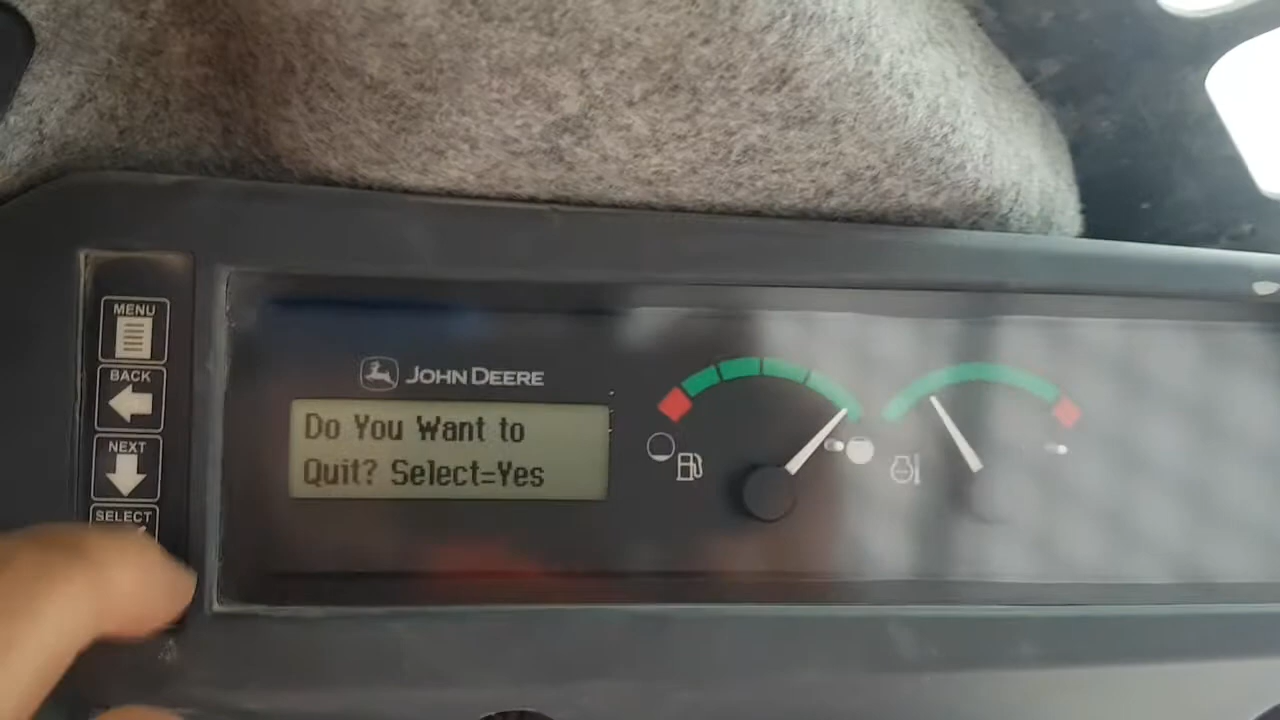 MENU
BACK
NEXT
SELECT
JOHN DEERE
Do You Want to
Quit? Select=Yes